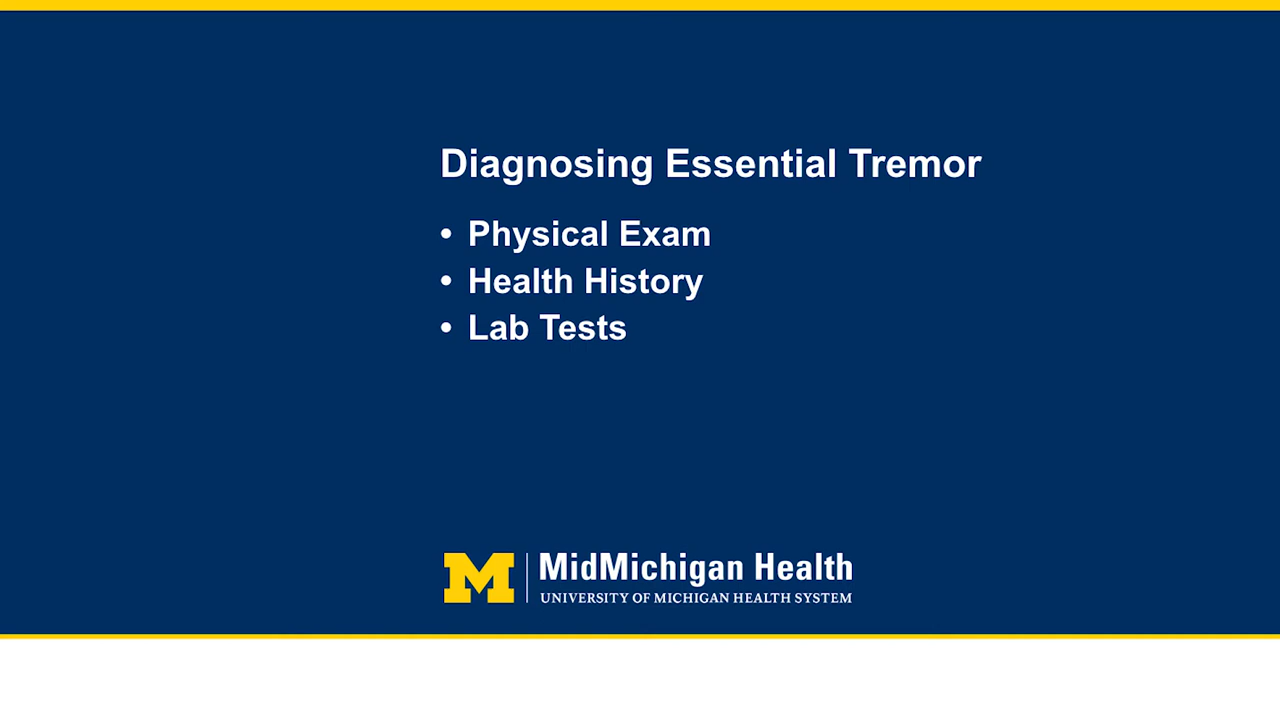 Diagnosing Essential Tremor
• Physical Exam
• Health History
• Lab Tests
M MidMichigan Health
UNIVERSITY OF MICHIGAN HEALTH SYSTEM